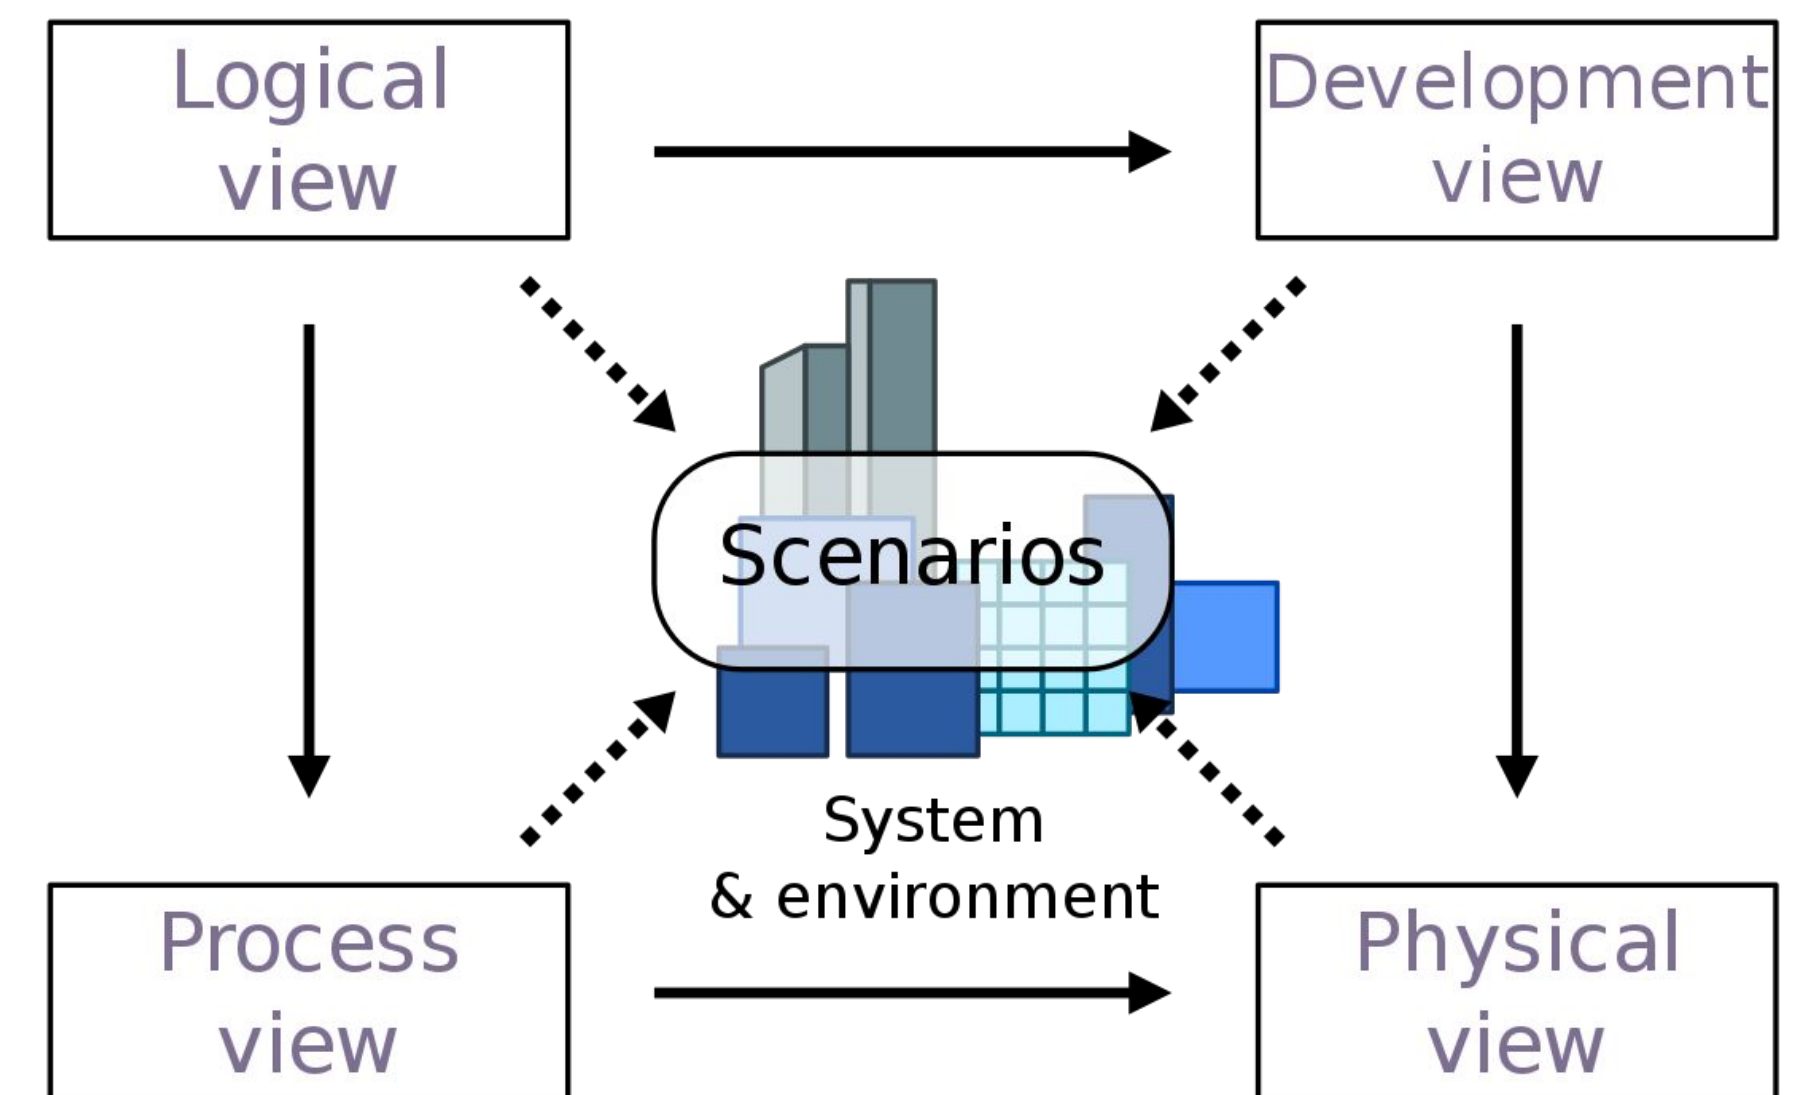 Logical
view
Development
view
Scenarios
System
& environment
Process
view
Physical
view